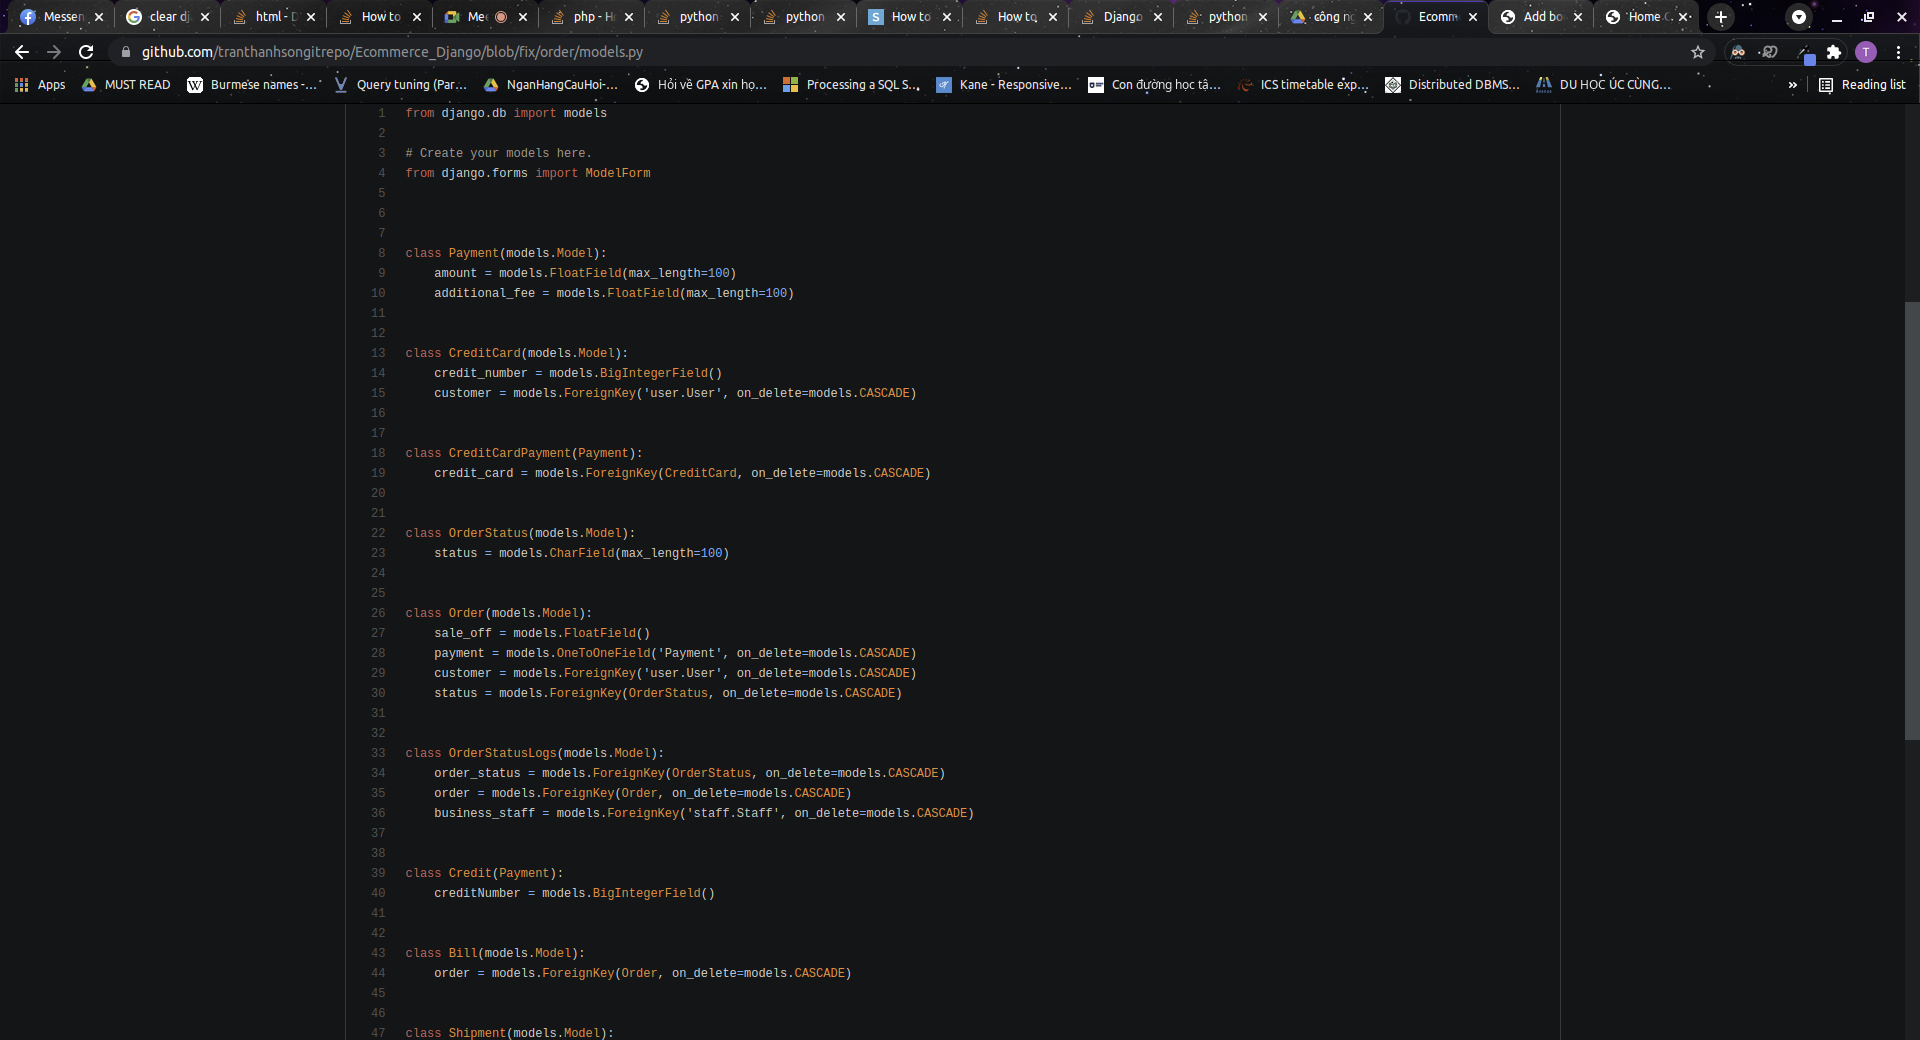 Messen clear dj html - D How to How to Mee php - H python python How to How to Django python công ng Ecomm Add bo Home C
github.com/tranthanhsongitrepo/Ecommerce_Django/blob/fix/order/models.py T
Apps MUST READ Burmese names -... Query tuning (Par... NganHangCauHoi-... Hỏi về GPA xin họ... Processing a SQL S... Kane - Responsive... Con đường học tậ... ICS timetable exp... Distributed DBMS... DU HỌC ÚC CÙNG... » Reading list
1 from django.db import models
2
3 # Create your models here.
4 from django.forms import ModelForm
5
6
7
8 class Payment(models.Model):
9 amount = models.FloatField(max_length=100)
10 additional_fee = models.FloatField(max_length=100)
11
12
13 class CreditCard(models.Model):
14 credit_number = models.BigIntegerField()
15 customer = models.ForeignKey('user.User', on_delete=models.CASCADE)
16
17
18 class CreditCardPayment(Payment):
19 credit_card = models.ForeignKey(CreditCard, on_delete=models.CASCADE)
20
21
22 class OrderStatus(models.Model):
23 status = models.CharField(max_length=100)
24
25
26 class Order(models.Model):
27 sale_off = models.FloatField()
28 payment = models.OneToOneField('Payment', on_delete=models.CASCADE)
29 customer = models.ForeignKey('user.User', on_delete=models.CASCADE)
30 status = models.ForeignKey(OrderStatus, on_delete=models.CASCADE)
31
32
33 class OrderStatusLogs(models.Model):
34 order_status = models.ForeignKey(OrderStatus, on_delete=models.CASCADE)
35 order = models.ForeignKey(Order, on_delete=models.CASCADE)
36 business_staff = models.ForeignKey('staff.Staff', on_delete=models.CASCADE)
37
38
39 class Credit(Payment):
40 creditNumber = models.BigIntegerField()
41
42
43 class Bill(models.Model):
44 order = models.ForeignKey(Order, on_delete=models.CASCADE)
45
46
47 class Shipment(models.Model):